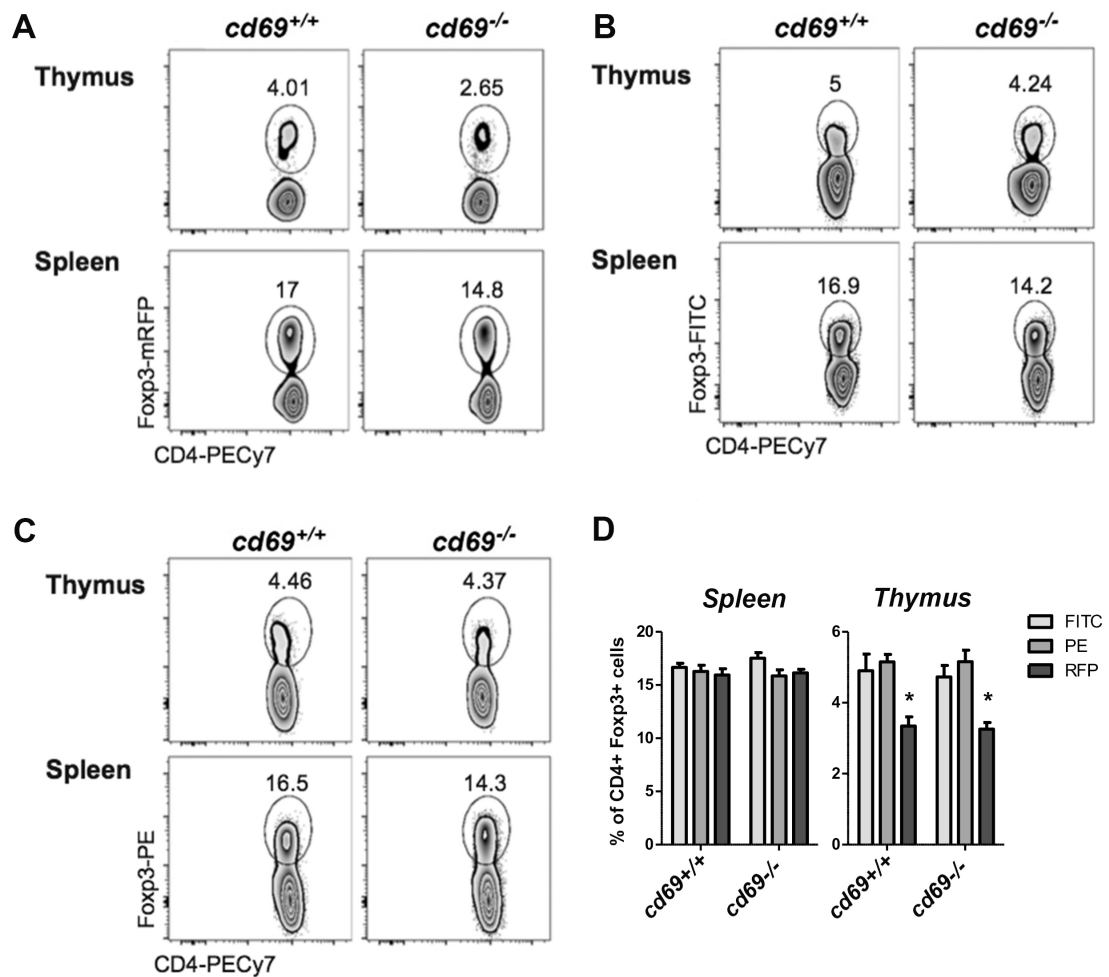 A
cd69+/+ cd69-/-
Thymus
4.01 2.65
Spleen
17 14.8
Foxp3-mRFP
CD4-PECy7
B
cd69+/+ cd69-/-
Thymus
5 4.24
Spleen
16.9 14.2
Foxp3-FITC
CD4-PECy7
C
cd69+/+ cd69-/-
Thymus
4.46 4.37
Spleen
16.5 14.3
Foxp3-PE
CD4-PECy7
D
Spleen Thymus
FITC
PE
RFP
% of CD4+ Foxp3+ cells
20
15
10
5
0
6
4
2
0
* *
cd69+/+ cd69-/- cd69+/+ cd69-/-